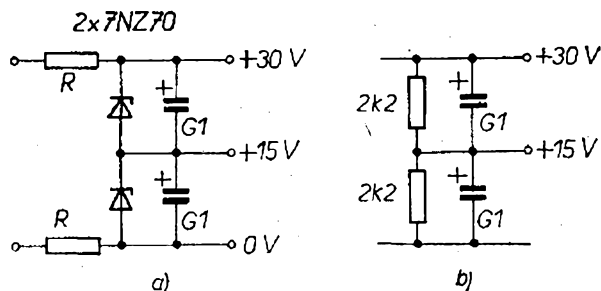 2x7NZ70
R
+30 V
+
G1
+15 V
+
G1
R
0 V
a)
+30 V
2k2
+
G1
+15 V
2k2
+
G1
b)